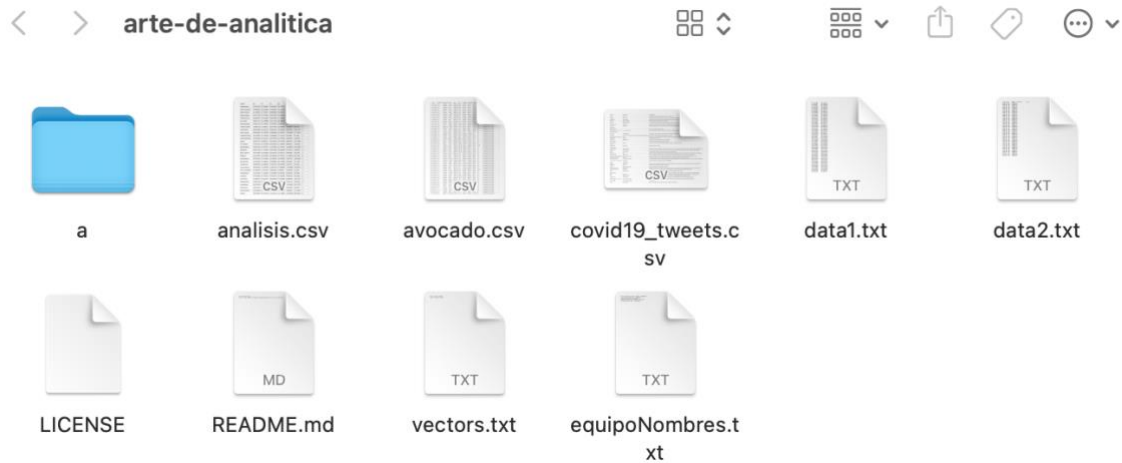 arte-de-analitica
CSV
CSV
CSV
TXT
TXT
a
analisis.csv
avocado.csv
covid19_tweets.c
sv
data1.txt
data2.txt
MD
TXT
TXT
LICENSE
README.md
vectors.txt
equipoNombres.t
xt